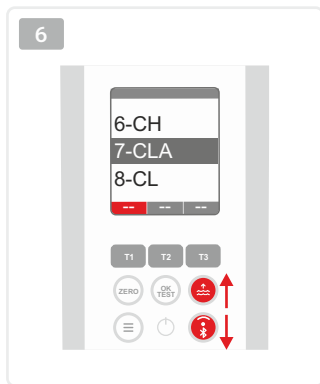 6
6-CH
7-CLA
8-CL
-- -- --
T1 T2 T3
ZERO OK TEST